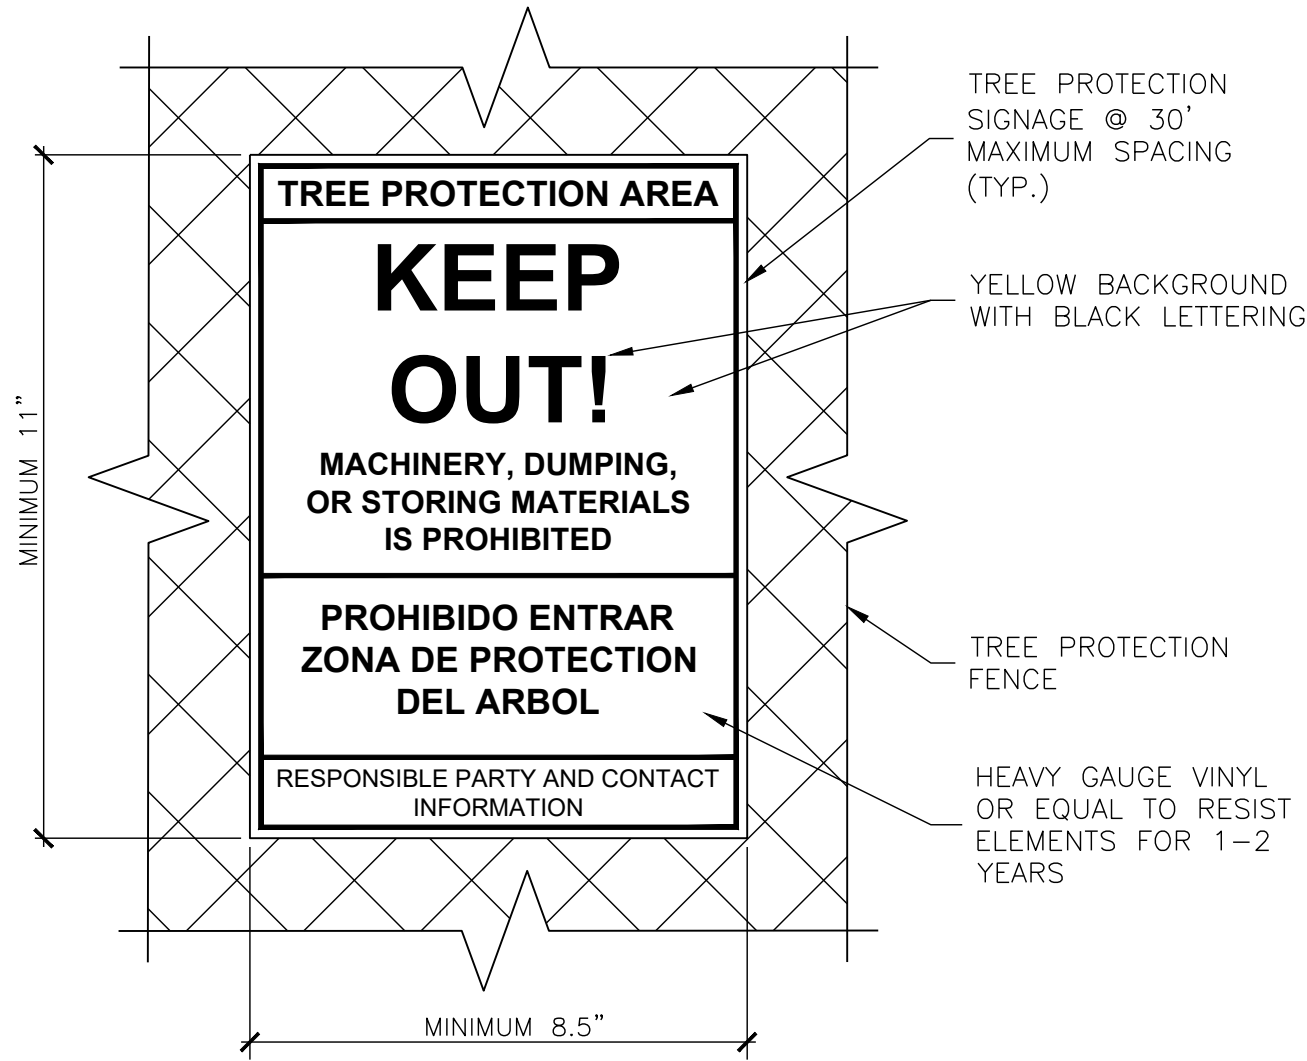 TREE PROTECTION AREA
KEEP
OUT!
MACHINERY, DUMPING,
OR STORING MATERIALS
IS PROHIBITED
PROHIBIDO ENTRAR
ZONA DE PROTECTION
DEL ARBOL
RESPONSIBLE PARTY AND CONTACT
INFORMATION
MINIMUM 11"
MINIMUM 8.5"
TREE PROTECTION
SIGNAGE @ 30'
MAXIMUM SPACING
(TYP.)
YELLOW BACKGROUND
WITH BLACK LETTERING
TREE PROTECTION
FENCE
HEAVY GAUGE VINYL
OR EQUAL TO RESIST
ELEMENTS FOR 1-2
YEARS